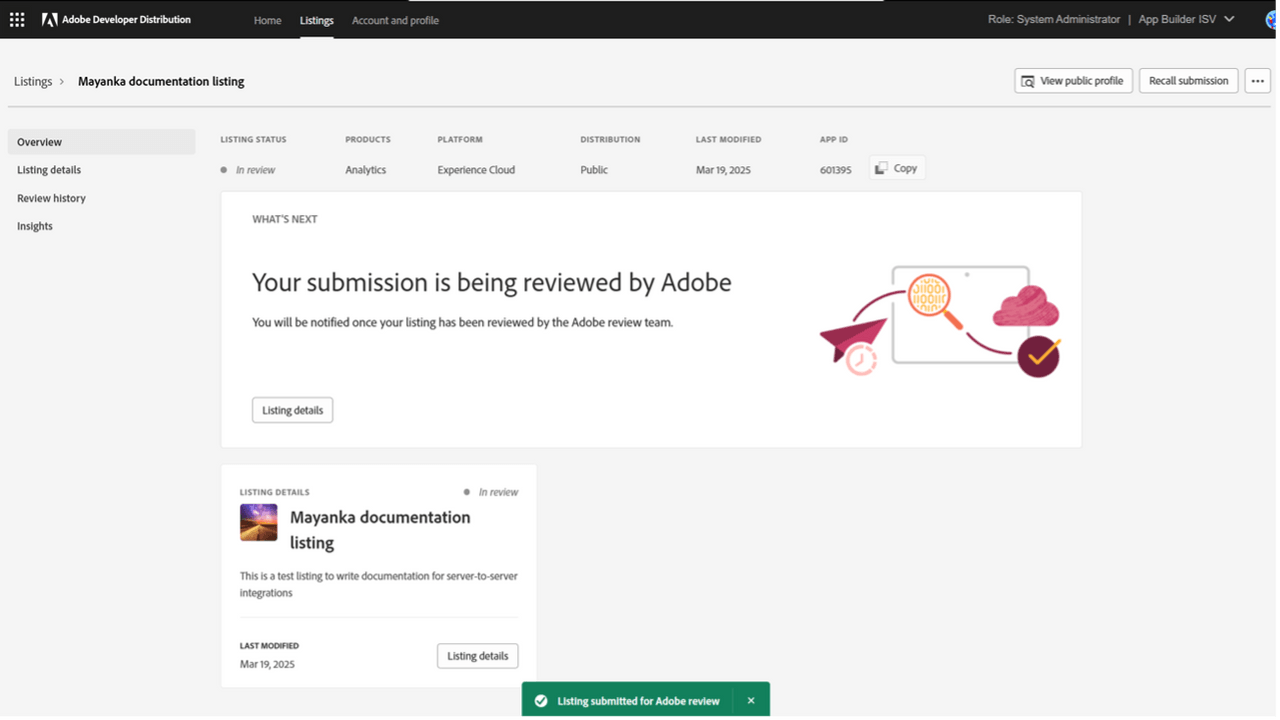 Adobe Developer Distribution
Home
Listings
Account and profile
Role: System Administrator | App Builder ISV
Listings > Mayanka documentation listing
View public profile
Recall submission
Overview
Listing details
Review history
Insights
LISTING STATUS
PRODUCTS
PLATFORM
DISTRIBUTION
LAST MODIFIED
APP ID
In review
Analytics
Experience Cloud
Public
Mar 19, 2025
601395
Copy
WHAT'S NEXT
Your submission is being reviewed by Adobe
You will be notified once your listing has been reviewed by the Adobe review team.
Listing details
LISTING DETAILS
In review
Mayanka documentation
listing
This is a test listing to write documentation for server-to-server
integrations
LAST MODIFIED
Mar 19, 2025
Listing details
Listing submitted for Adobe review